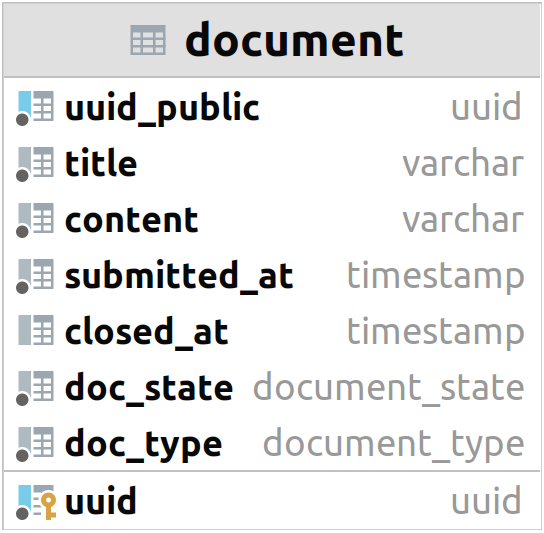 document
uuid_public uuid
title varchar
content varchar
submitted_at timestamp
closed_at timestamp
doc_state document_state
doc_type document_type
uuid uuid